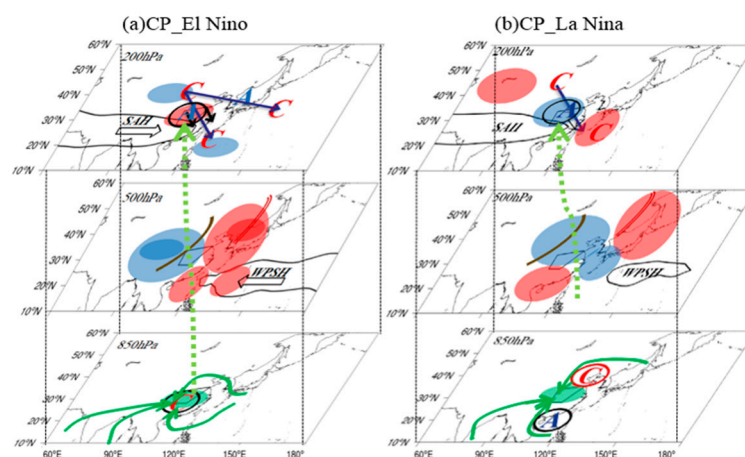 (a)CP_El Nino
(b)CP_La Nina
60°N
200hPa
50°N
40°N
30°N
20°N
10°N
C
A
C
C
SAH
60°N
500hPa
50°N
40°N
30°N
20°N
10°N
WPSH
60°N
850hPa
50°N
40°N
30°N
20°N
10°N
C
60°E
90°E
120°E
150°E
180°
60°N
200hPa
50°N
40°N
30°N
20°N
10°N
C
A
C
SAH
60°N
500hPa
50°N
40°N
30°N
20°N
10°N
WPSH
60°N
850hPa
50°N
40°N
30°N
20°N
10°N
C
A
60°E
90°E
120°E
150°E
180°